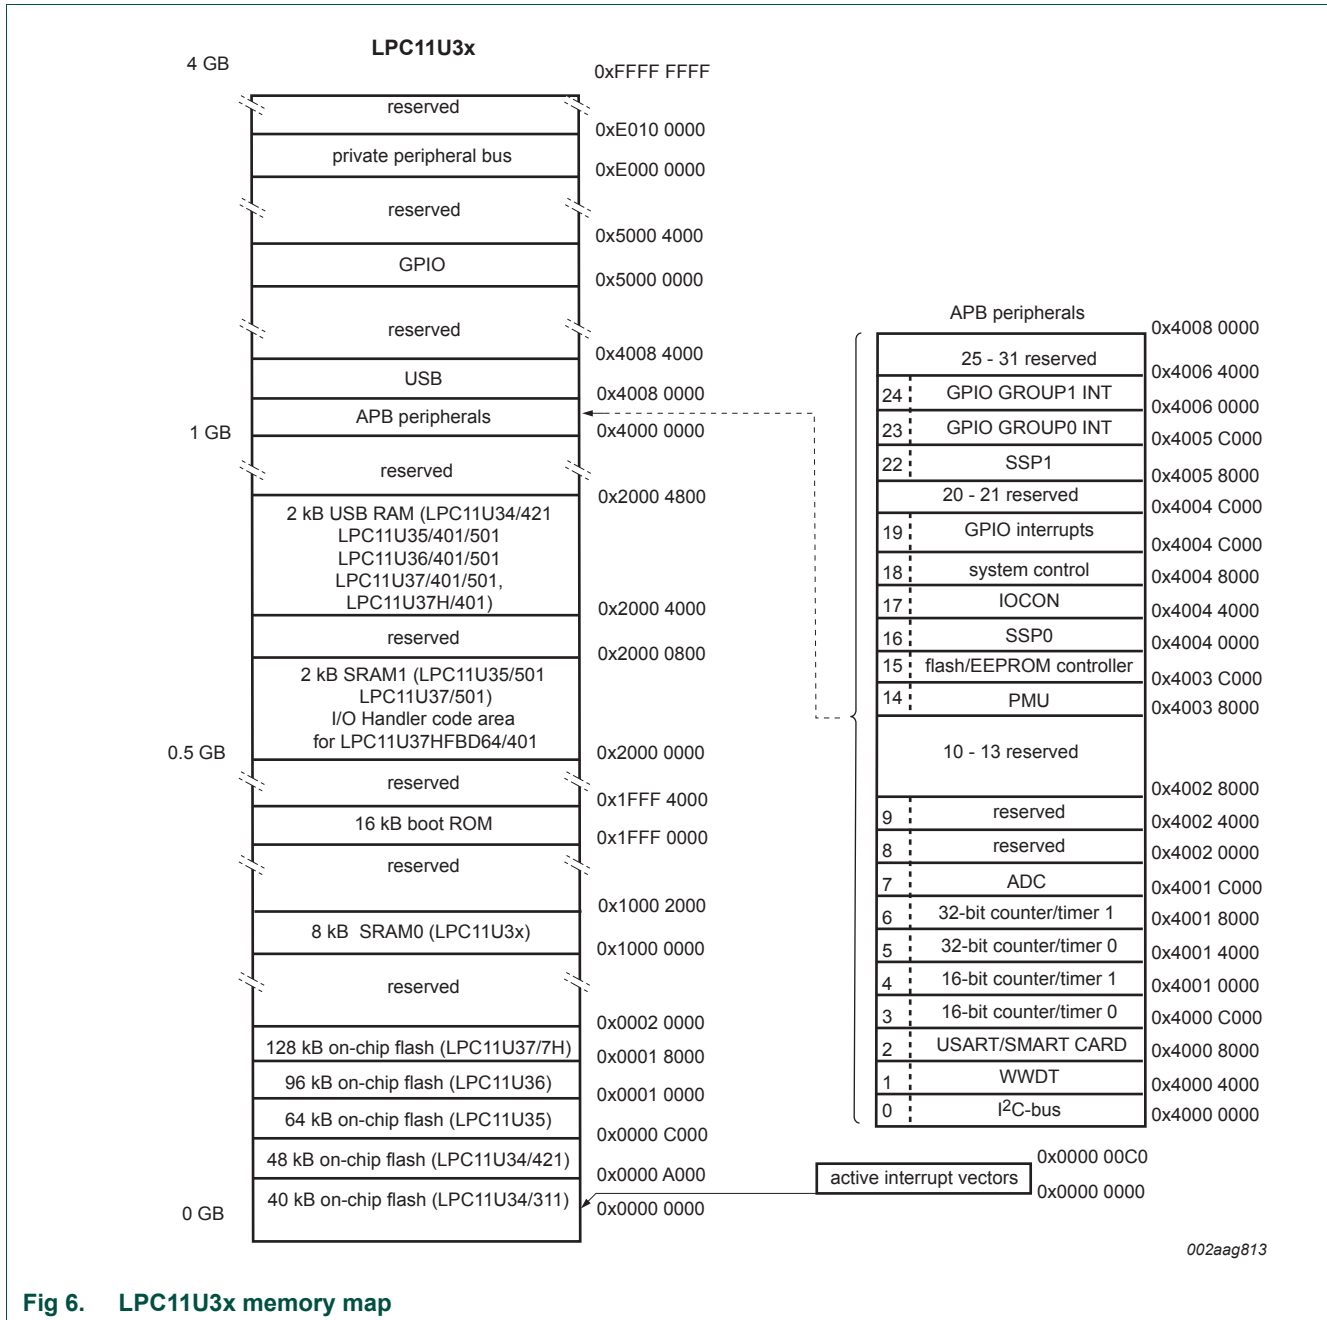 LPC11U3x
4 GB
0xFFFF FFFF
reserved
0xE010 0000
private peripheral bus
0xE000 0000
reserved
0x5000 4000
GPIO
0x5000 0000
reserved
0x4008 4000
USB
0x4008 0000
APB peripherals
1 GB
0x4000 0000
reserved
0x2000 4800
2 kB USB RAM (LPC11U34/421
LPC11U35/401/501
LPC11U36/401/501
LPC11U37/401/501,
LPC11U37H/401)
0x2000 4000
reserved
0x2000 0800
2 kB SRAM1 (LPC11U35/501
LPC11U37/501)
I/O Handler code area
for LPC11U37HFBD64/401
0.5 GB
0x2000 0000
reserved
0x1FFF 4000
16 kB boot ROM
0x1FFF 0000
reserved
0x1000 2000
8 kB SRAM0 (LPC11U3x)
0x1000 0000
reserved
0x0002 0000
128 kB on-chip flash (LPC11U37/7H)
0x0001 8000
96 kB on-chip flash (LPC11U36)
0x0001 0000
64 kB on-chip flash (LPC11U35)
0x0000 C000
48 kB on-chip flash (LPC11U34/421)
0x0000 A000
40 kB on-chip flash (LPC11U34/311)
0 GB
0x0000 0000
APB peripherals
0x4008 0000
25 - 31 reserved
0x4006 4000
24 GPIO GROUP1 INT
0x4006 0000
23 GPIO GROUP0 INT
0x4005 C000
22 SSP1
0x4005 8000
20 - 21 reserved
0x4004 C000
19 GPIO interrupts
0x4004 C000
18 system control
0x4004 8000
17 IOCON
0x4004 4000
16 SSP0
0x4004 0000
15 flash/EEPROM controller
0x4003 C000
14 PMU
0x4003 8000
10 - 13 reserved
0x4002 8000
9 reserved
0x4002 4000
8 reserved
0x4002 0000
7 ADC
0x4001 C000
6 32-bit counter/timer 1
0x4001 8000
5 32-bit counter/timer 0
0x4001 4000
4 16-bit counter/timer 1
0x4001 0000
3 16-bit counter/timer 0
0x4000 C000
2 USART/SMART CARD
0x4000 8000
1 WWDT
0x4000 4000
0 I2C-bus
0x4000 0000
0x0000 00C0
active interrupt vectors
0x0000 0000
002aag813
Fig 6. LPC11U3x memory map